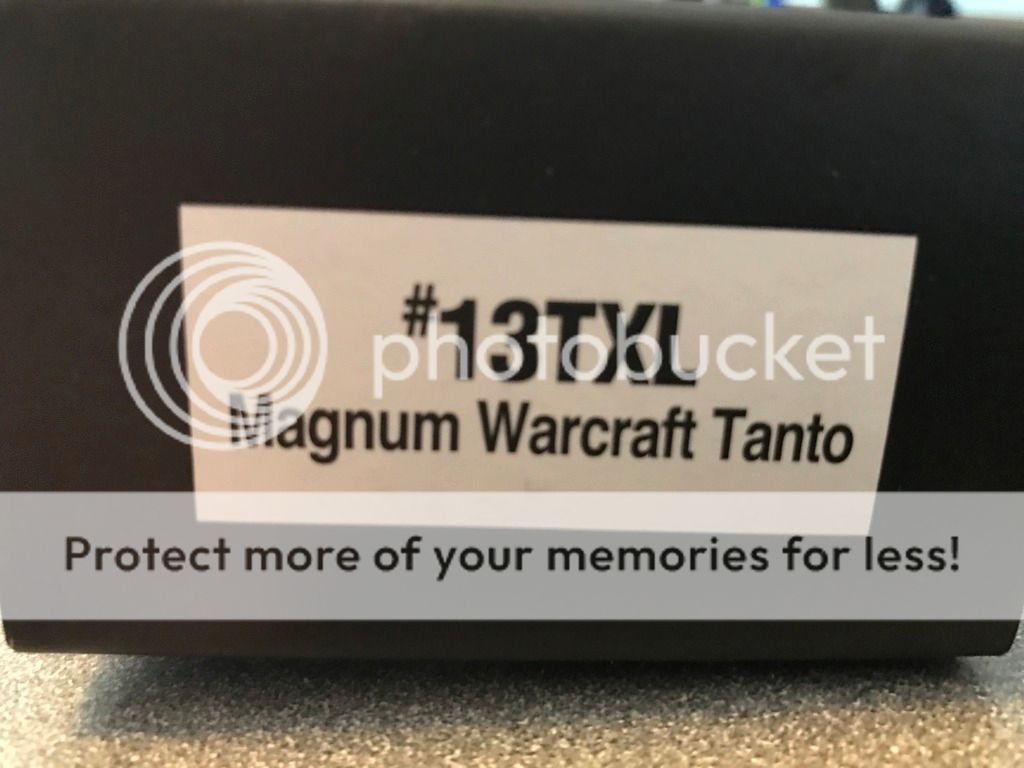 #13TXL
photobucket
Magnum Warcraft Tanto
Protect more of your memories for less!